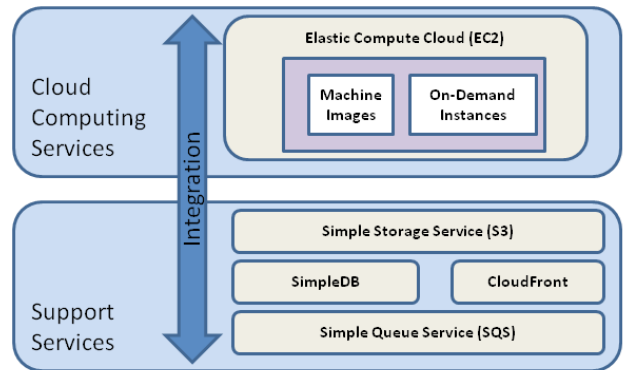 Elastic Compute Cloud (EC2)
Cloud
Computing
Services
Machine
Images
On-Demand
Instances
Integration
Simple Storage Service (S3)
SimpleDB
CloudFront
Support
Services
Simple Queue Service (SQS)